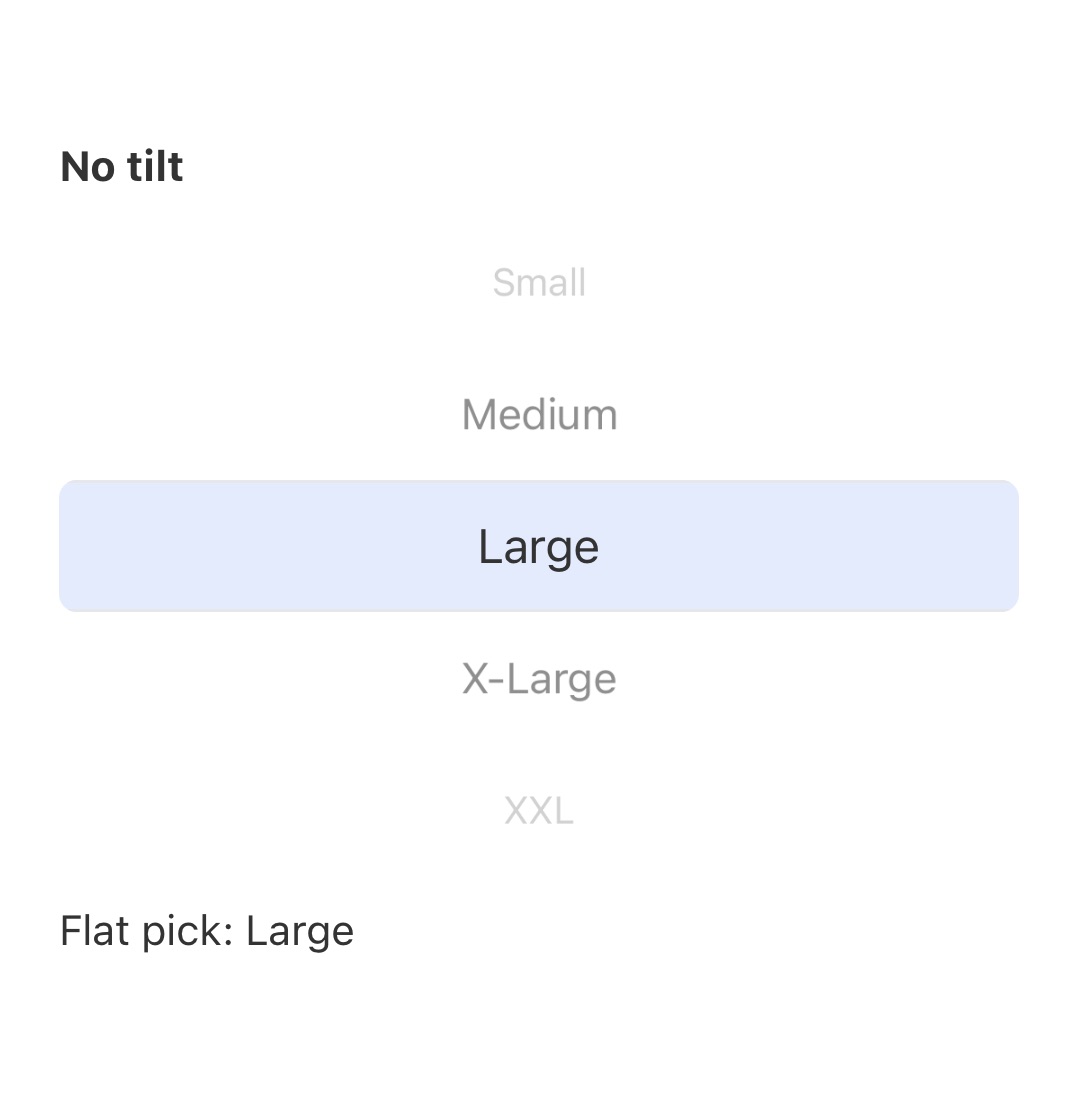 No tilt
Small
Medium
Large
X-Large
XXL
Flat pick: Large